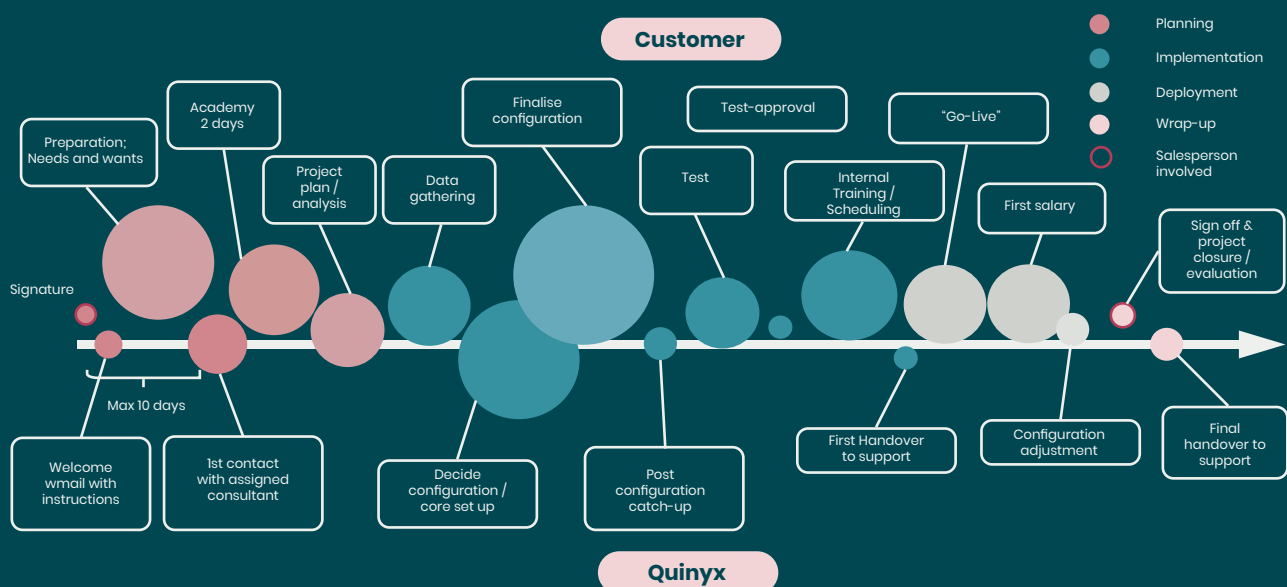 Customer
Planning
Implementation
Deployment
Wrap-up
Salesperson
involved
Preparation;
Needs and wants
Academy
2 days
Project
plan /
analysis
Data
gathering
Finalise
configuration
Test-approval
Test
Internal
Training /
Scheduling
"Go-Live"
First salary
Sign off &
project
closure /
evaluation
Signature
Max 10 days
Welcome
wmail with
instructions
1st contact
with assigned
consultant
Decide
configuration /
core set up
Post
configuration
catch-up
First Handover
to support
Configuration
adjustment
Final
handover to
support
Quinyx